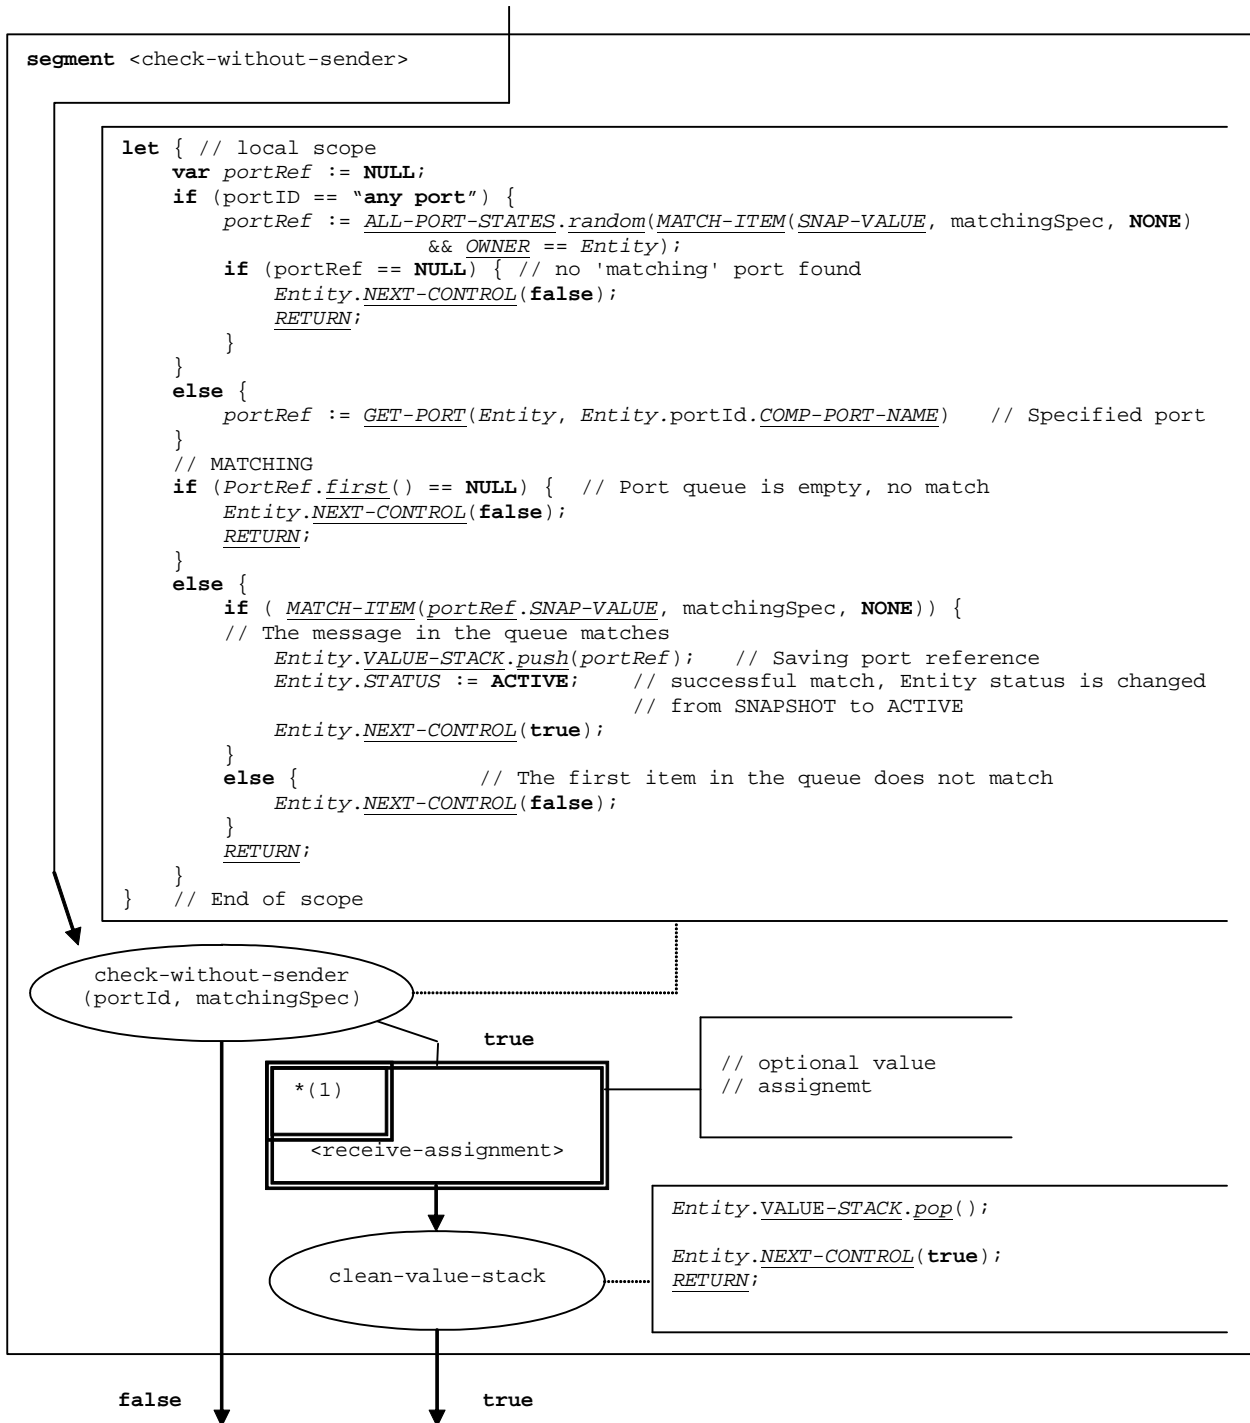 segment <check-without-sender>
let { // local scope
var portRef := NULL;
if (portID == “any port”) {
portRef := ALL-PORT-STATES.random(MATCH-ITEM(SNAP-VALUE, matchingSpec, NONE)
&& OWNER == Entity);
if (portRef == NULL) { // no 'matching' port found
Entity.NEXT-CONTROL(false);
RETURN;
}
}
else {
portRef := GET-PORT(Entity, Entity.portId.COMP-PORT-NAME) // Specified port
}
// MATCHING
if (PortRef.first() == NULL) { // Port queue is empty, no match
Entity.NEXT-CONTROL(false);
RETURN;
}
else {
if ( MATCH-ITEM(portRef.SNAP-VALUE, matchingSpec, NONE)) {
// The message in the queue matches
Entity.VALUE-STACK.push(portRef); // Saving port reference
Entity.STATUS := ACTIVE; // successful match, Entity status is changed
// from SNAPSHOT to ACTIVE
Entity.NEXT-CONTROL(true);
}
else { // The first item in the queue does not match
Entity.NEXT-CONTROL(false);
}
RETURN;
}
} // End of scope
check-without-sender
(portId, matchingSpec)
true
// optional value
// assignemt
*(1)
<receive-assignment>
Entity.VALUE-STACK.pop();
Entity.NEXT-CONTROL(true);
RETURN;
clean-value-stack
false
true